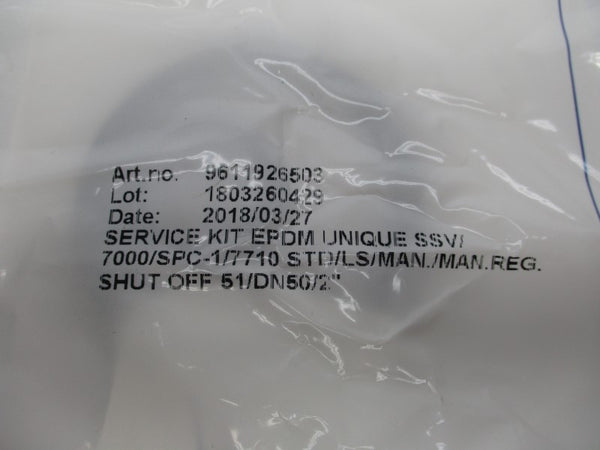 Art.no. 9611926503
Lot: 1803260429
Date: 2018/03/27
SERVICE KIT EPDM UNIQUE SSV/
7000/SPC-1/7710 STD/LS/MAN./MAN.REG.
SHUT OFF 51/DN50/2"